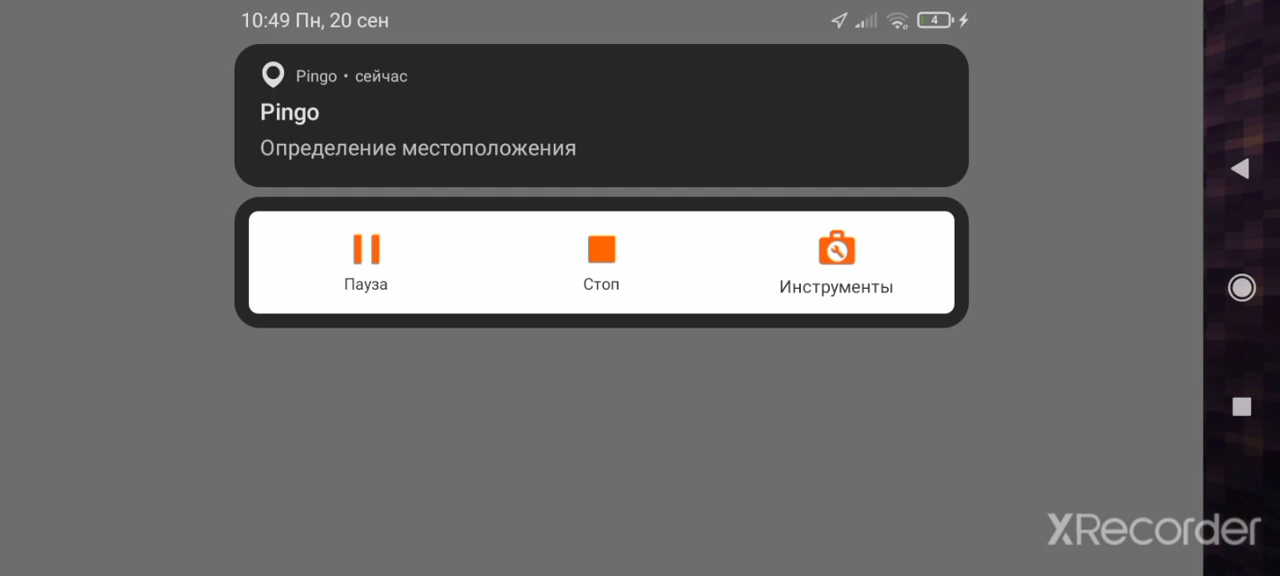 10:49 Пн, 20 сен
4
Pingo • сейчас
Pingo
Определение местоположения
Пауза
Стоп
Инструменты
XRecorder